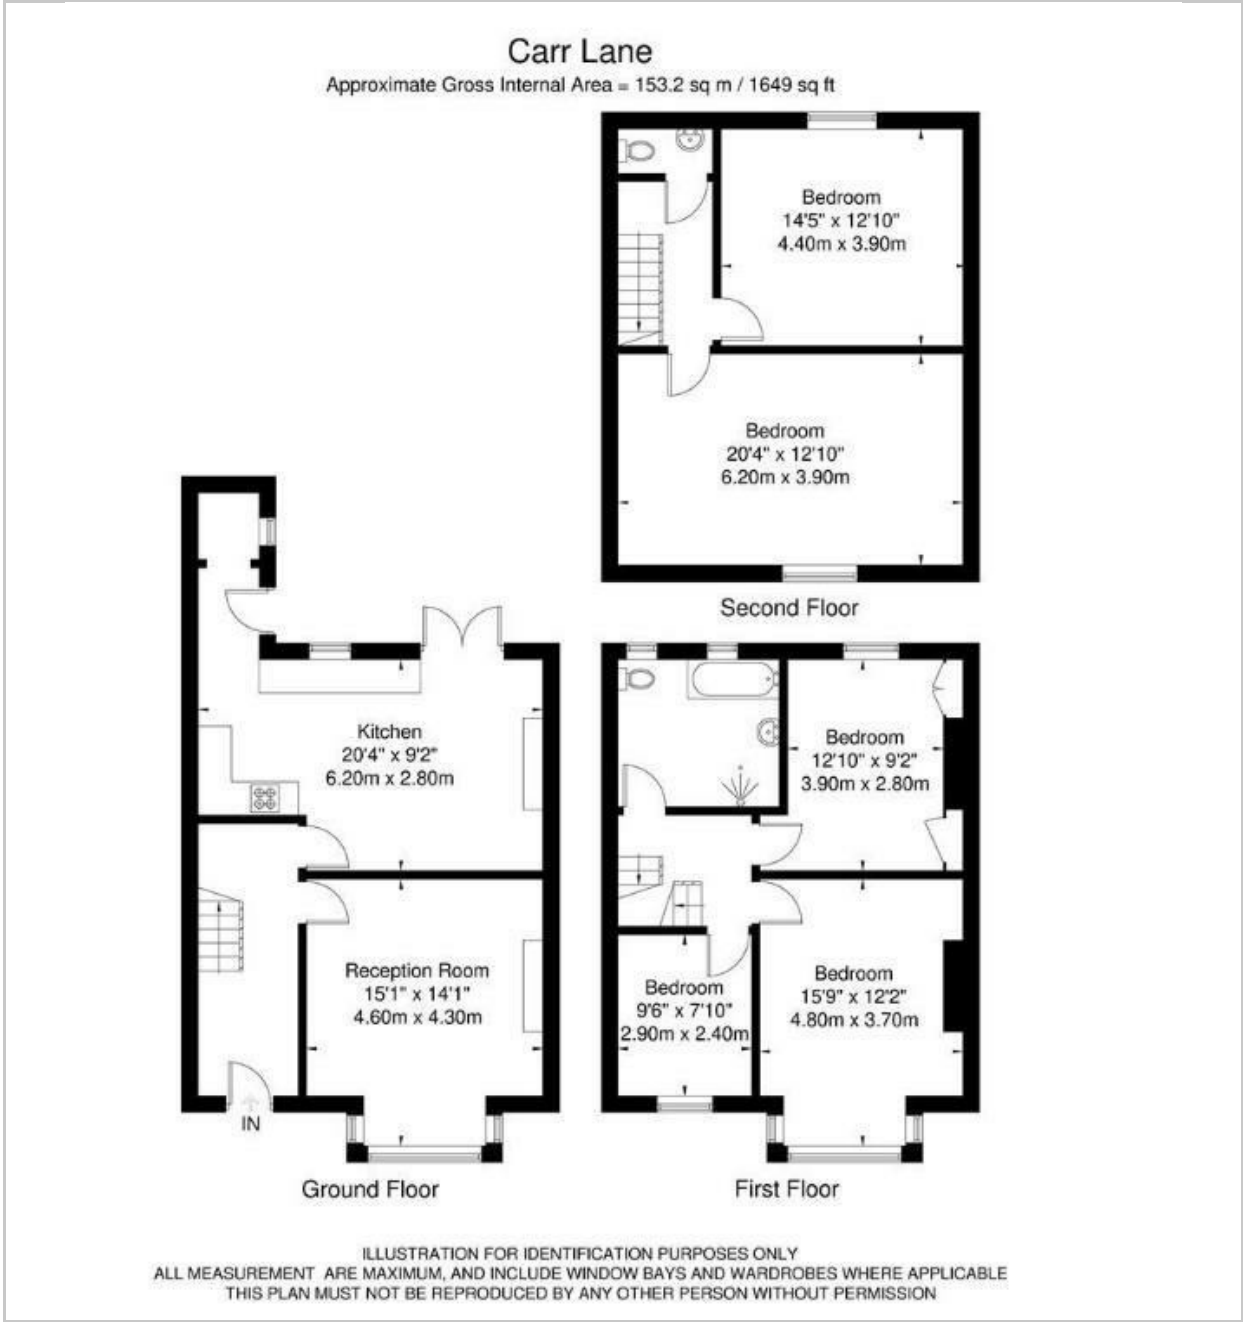 Carr Lane
Approximate Gross Internal Area = 153.2 sq m / 1649 sq ft
Bedroom
14'5" x 12'10"
4.40m x 3.90m
Bedroom
20'4" x 12'10"
6.20m x 3.90m
Second Floor
Kitchen
20'4" x 9'2"
6.20m x 2.80m
Reception Room
15'1" x 14'1"
4.60m x 4.30m
IN
Ground Floor
Bedroom
12'10" x 9'2"
3.90m x 2.80m
Bedroom
9'6" x 7'10"
2.90m x 2.40m
Bedroom
15'9" x 12'2"
4.80m x 3.70m
First Floor
ILLUSTRATION FOR IDENTIFICATION PURPOSES ONLY
ALL MEASUREMENT ARE MAXIMUM, AND INCLUDE WINDOW BAYS AND WARDROBES WHERE APPLICABLE
THIS PLAN MUST NOT BE REPRODUCED BY ANY OTHER PERSON WITHOUT PERMISSION